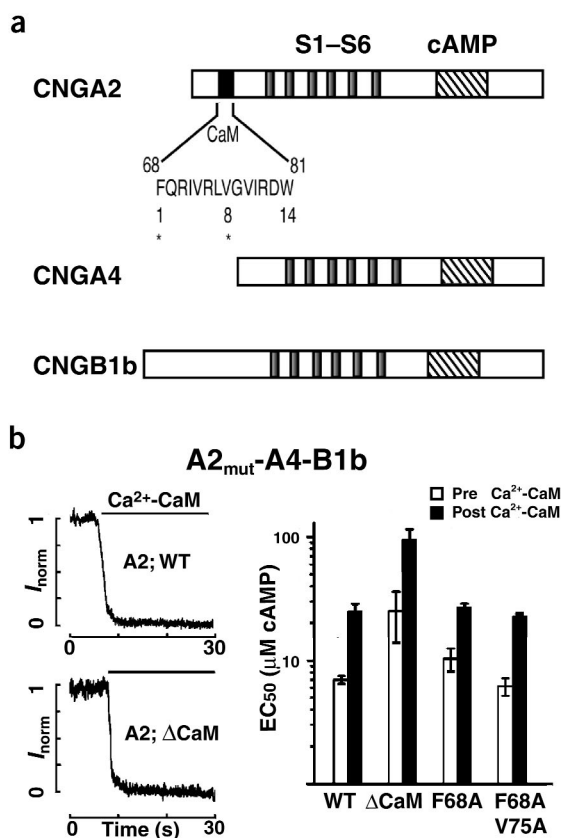 a
S1–S6 cAMP
CNGA2
CaM
68 81
FQRIVRLVGVIRDW
1 8 14
* *
CNGA4
CNGB1b
b
A2mut-A4-B1b
Ca2+-CaM
1
A2; WT
Inorm
0
0 30
1
A2; ΔCaM
Inorm
0
0 30
Time (s)
Pre Ca2+-CaM
Post Ca2+-CaM
100
EC50 (μM cAMP)
10
WT ΔCaM F68A F68A
V75A